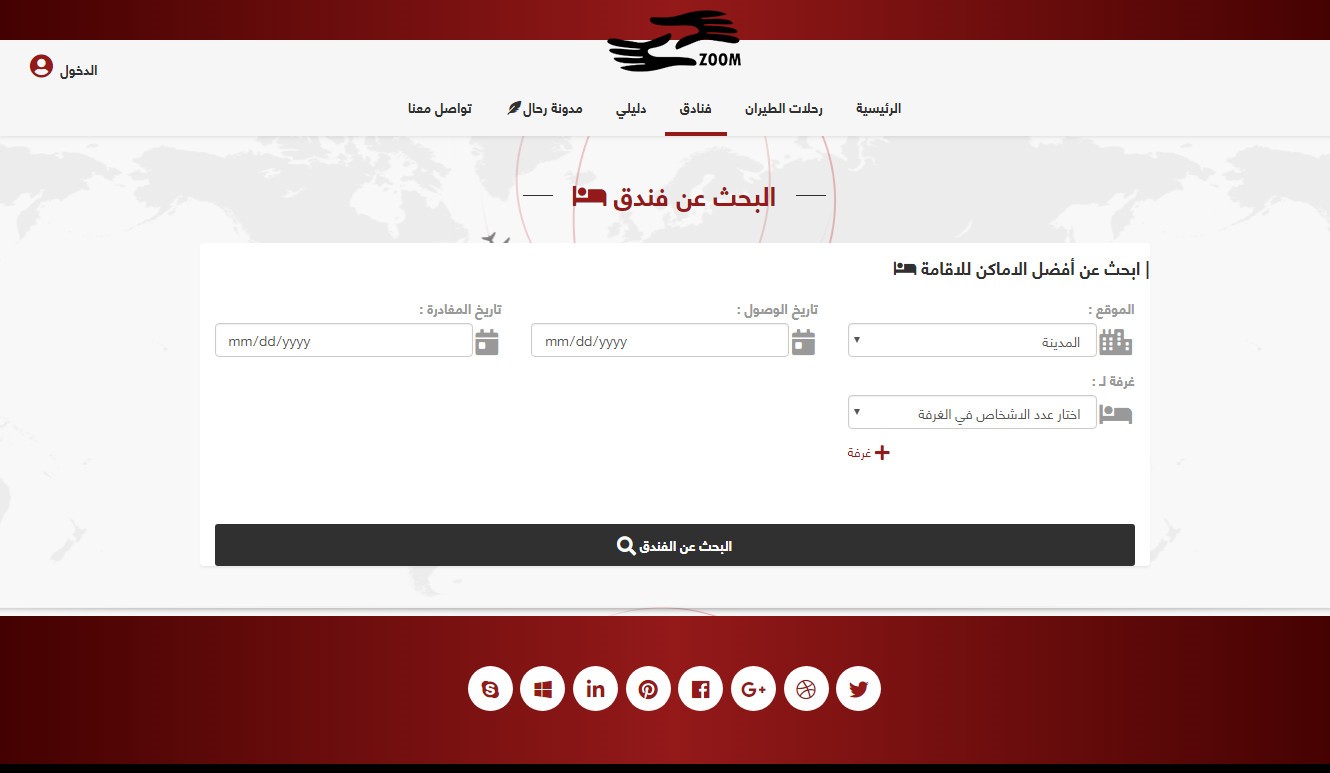 ZOOM
الدخول
الرئيسية
رحلات الطيران
فنادق
دليلي
مدونة رحال
تواصل معنا
البحث عن فندق
| ابحث عن أفضل الاماكن للاقامة
الموقع :
تاريخ الوصول :
تاريخ المغادرة :
المدينة
mm/dd/yyyy
mm/dd/yyyy
غرفة لـ :
اختار عدد الاشخاص في الغرفة
غرفة
البحث عن الفندق